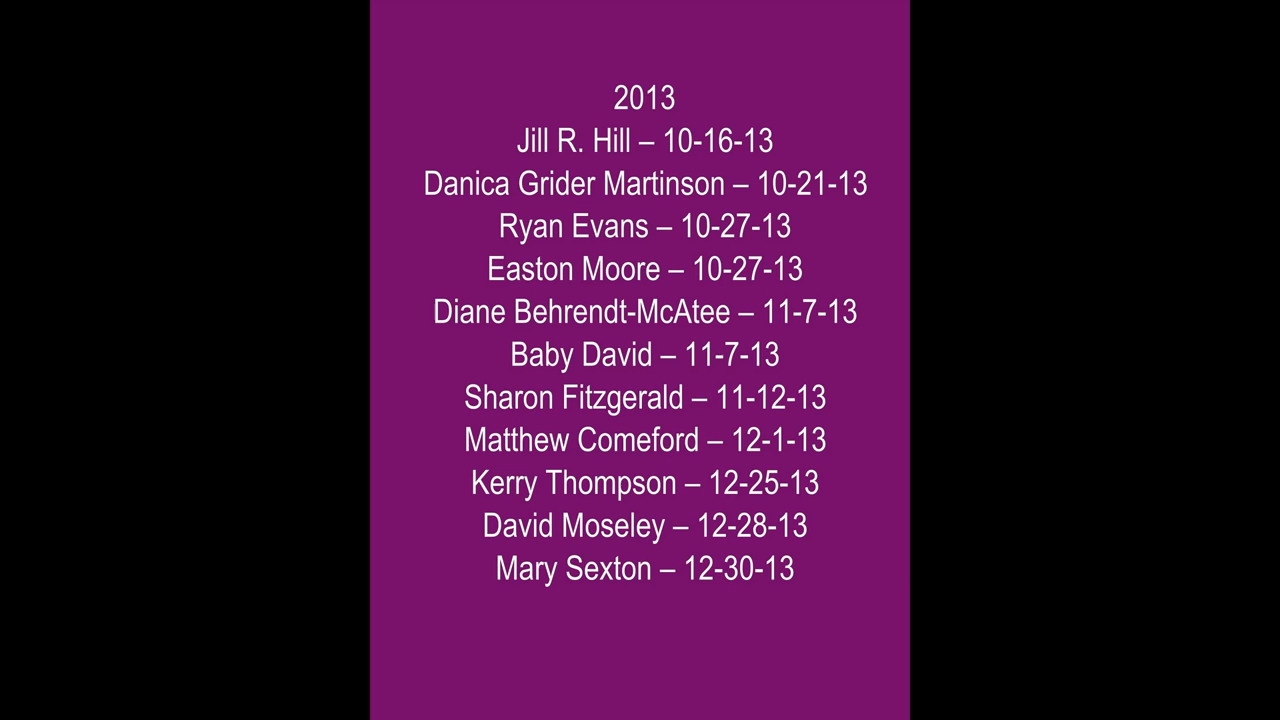 2013
Jill R. Hill – 10-16-13
Danica Grider Martinson – 10-21-13
Ryan Evans – 10-27-13
Easton Moore – 10-27-13
Diane Behrendt-McAtee – 11-7-13
Baby David – 11-7-13
Sharon Fitzgerald – 11-12-13
Matthew Comeford – 12-1-13
Kerry Thompson – 12-25-13
David Moseley – 12-28-13
Mary Sexton – 12-30-13